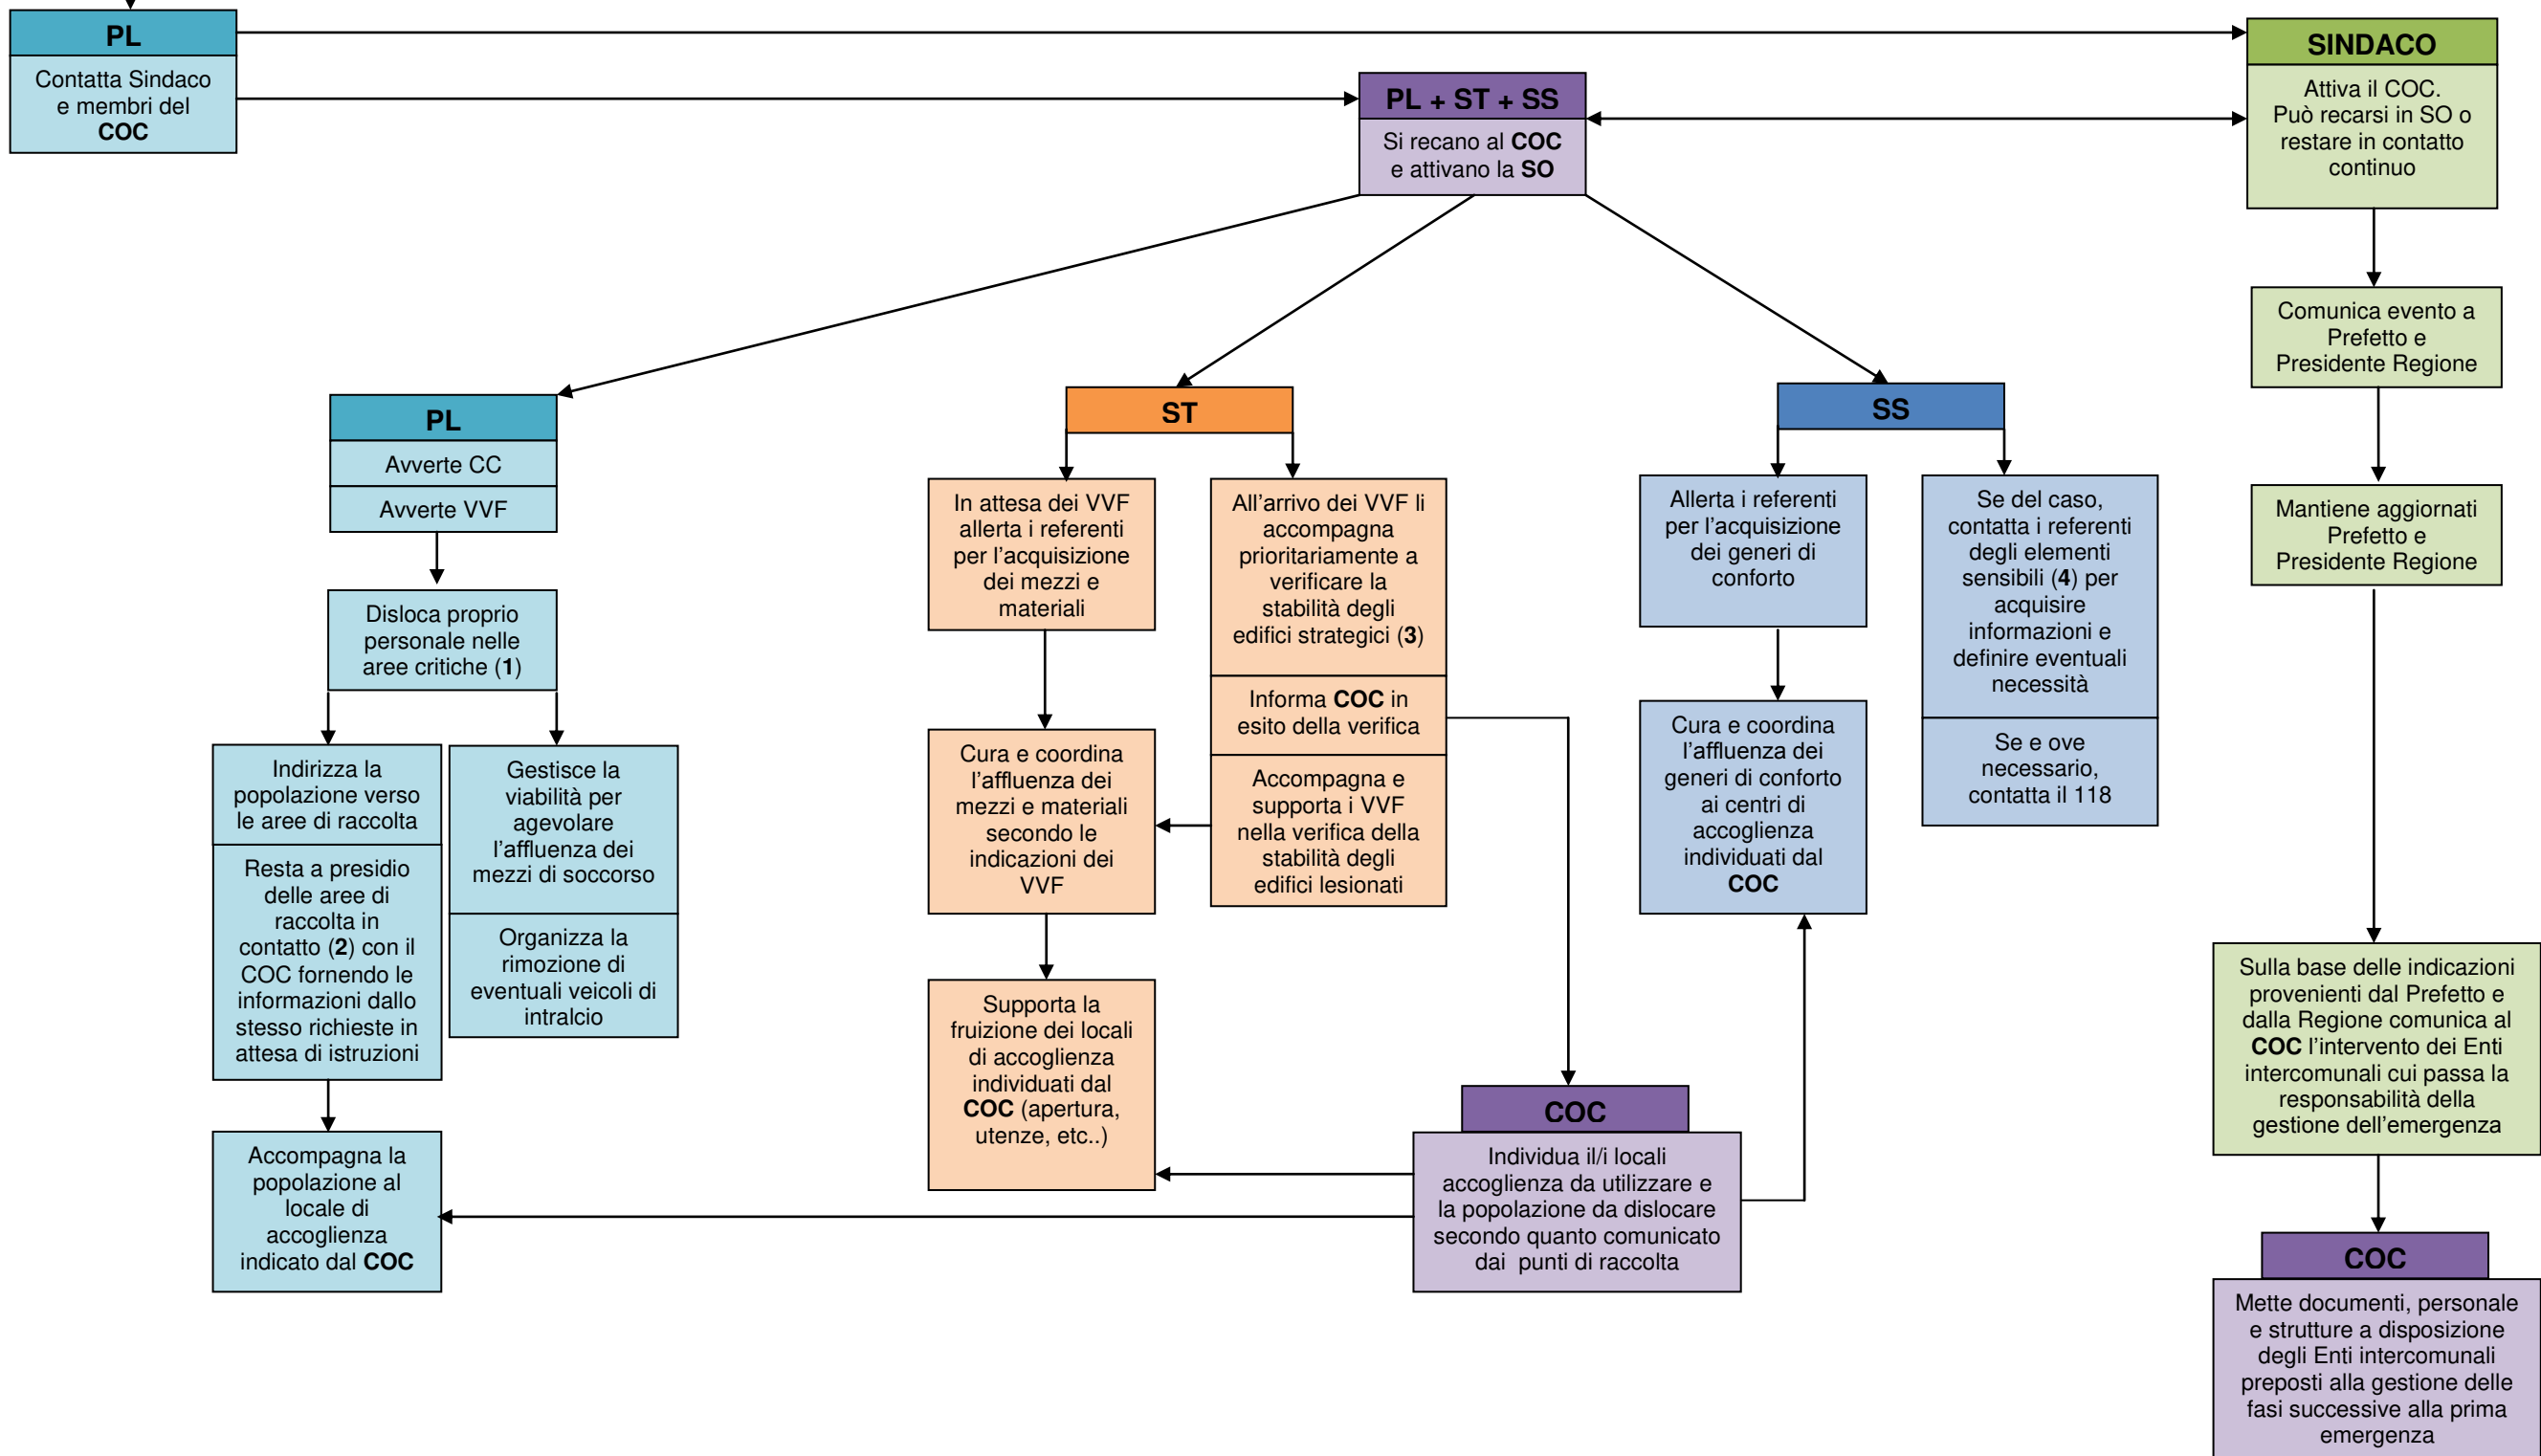 PL
Contatta Sindaco
e membri del
COC
PL + ST + SS
Si recano al COC
e attivano la SO
SINDACO
Attiva il COC.
Può recarsi in SO o
restare in contatto
continuo
Comunica evento a
Prefetto e
Presidente Regione
Mantiene aggiornati
Prefetto e
Presidente Regione
Sulla base delle indicazioni
provenienti dal Prefetto e
dalla Regione comunica al
COC l'intervento dei Enti
intercomunali cui passa la
responsabilità della
gestione dell'emergenza
COC
Mette documenti, personale
e strutture a disposizione
degli Enti intercomunali
preposti alla gestione delle
fasi successive alla prima
emergenza
PL
Avverte CC
Avverte VVF
Disloca proprio
personale nelle
aree critiche (1)
Indirizza la
popolazione verso
le aree di raccolta
Resta a presidio
delle aree di
raccolta in
contatto (2) con il
COC fornendo le
informazioni dallo
stesso richieste in
attesa di istruzioni
Accompagna la
popolazione al
locale di
accoglienza
indicato dal COC
Gestisce la
viabilità per
agevolare
l'affluenza dei
mezzi di soccorso
Organizza la
rimozione di
eventuali veicoli di
intralcio
ST
In attesa dei VVF
allerta i referenti
per l'acquisizione
dei mezzi e
materiali
Cura e coordina
l'affluenza dei
mezzi e materiali
secondo le
indicazioni dei
VVF
Supporta la
fruizione dei locali
di accoglienza
individuati dal
COC (apertura,
utenze, etc..)
All'arrivo dei VVF li
accompagna
prioritariamente a
verificare la
stabilità degli
edifici strategici (3)
Informa COC in
esito della verifica
Accompagna e
supporta i VVF
nella verifica della
stabilità degli
edifici lesionati
SS
Allerta i referenti
per l'acquisizione
dei generi di
conforto
Cura e coordina
l'affluenza dei
generi di conforto
ai centri di
accoglienza
individuati dal
COC
Se del caso,
contatta i referenti
degli elementi
sensibili (4) per
acquisire
informazioni e
definire eventuali
necessità
Se e ove
necessario,
contatta il 118
COC
Individua il/i locali
accoglienza da utilizzare e
la popolazione da dislocare
secondo quanto comunicato
dai punti di raccolta